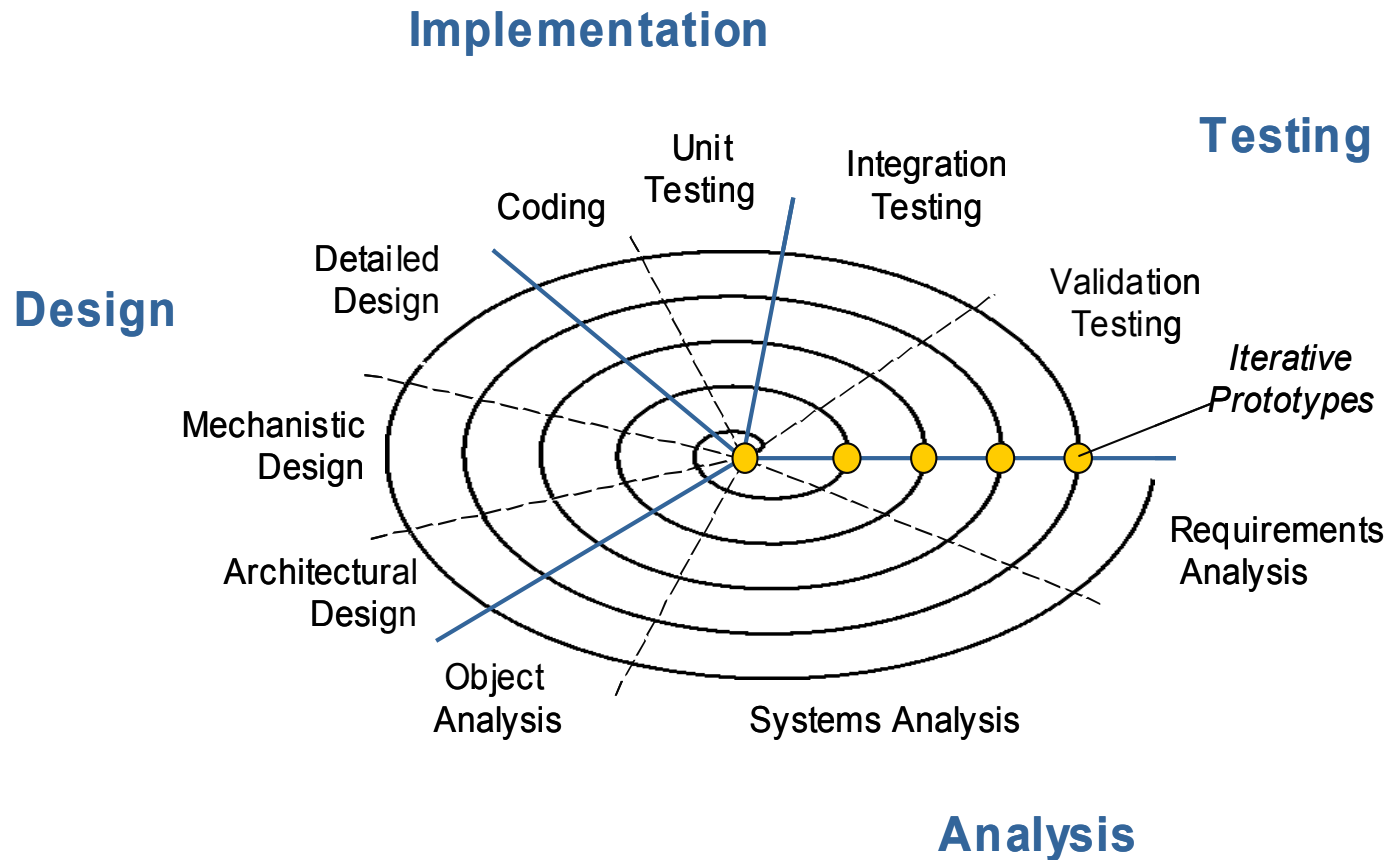 Implementation
Testing
Unit
Testing
Integration
Testing
Coding
Detailed
Design
Design
Validation
Testing
Iterative
Prototypes
Mechanistic
Design
Requirements
Analysis
Architectural
Design
Object
Analysis
Systems Analysis
Analysis